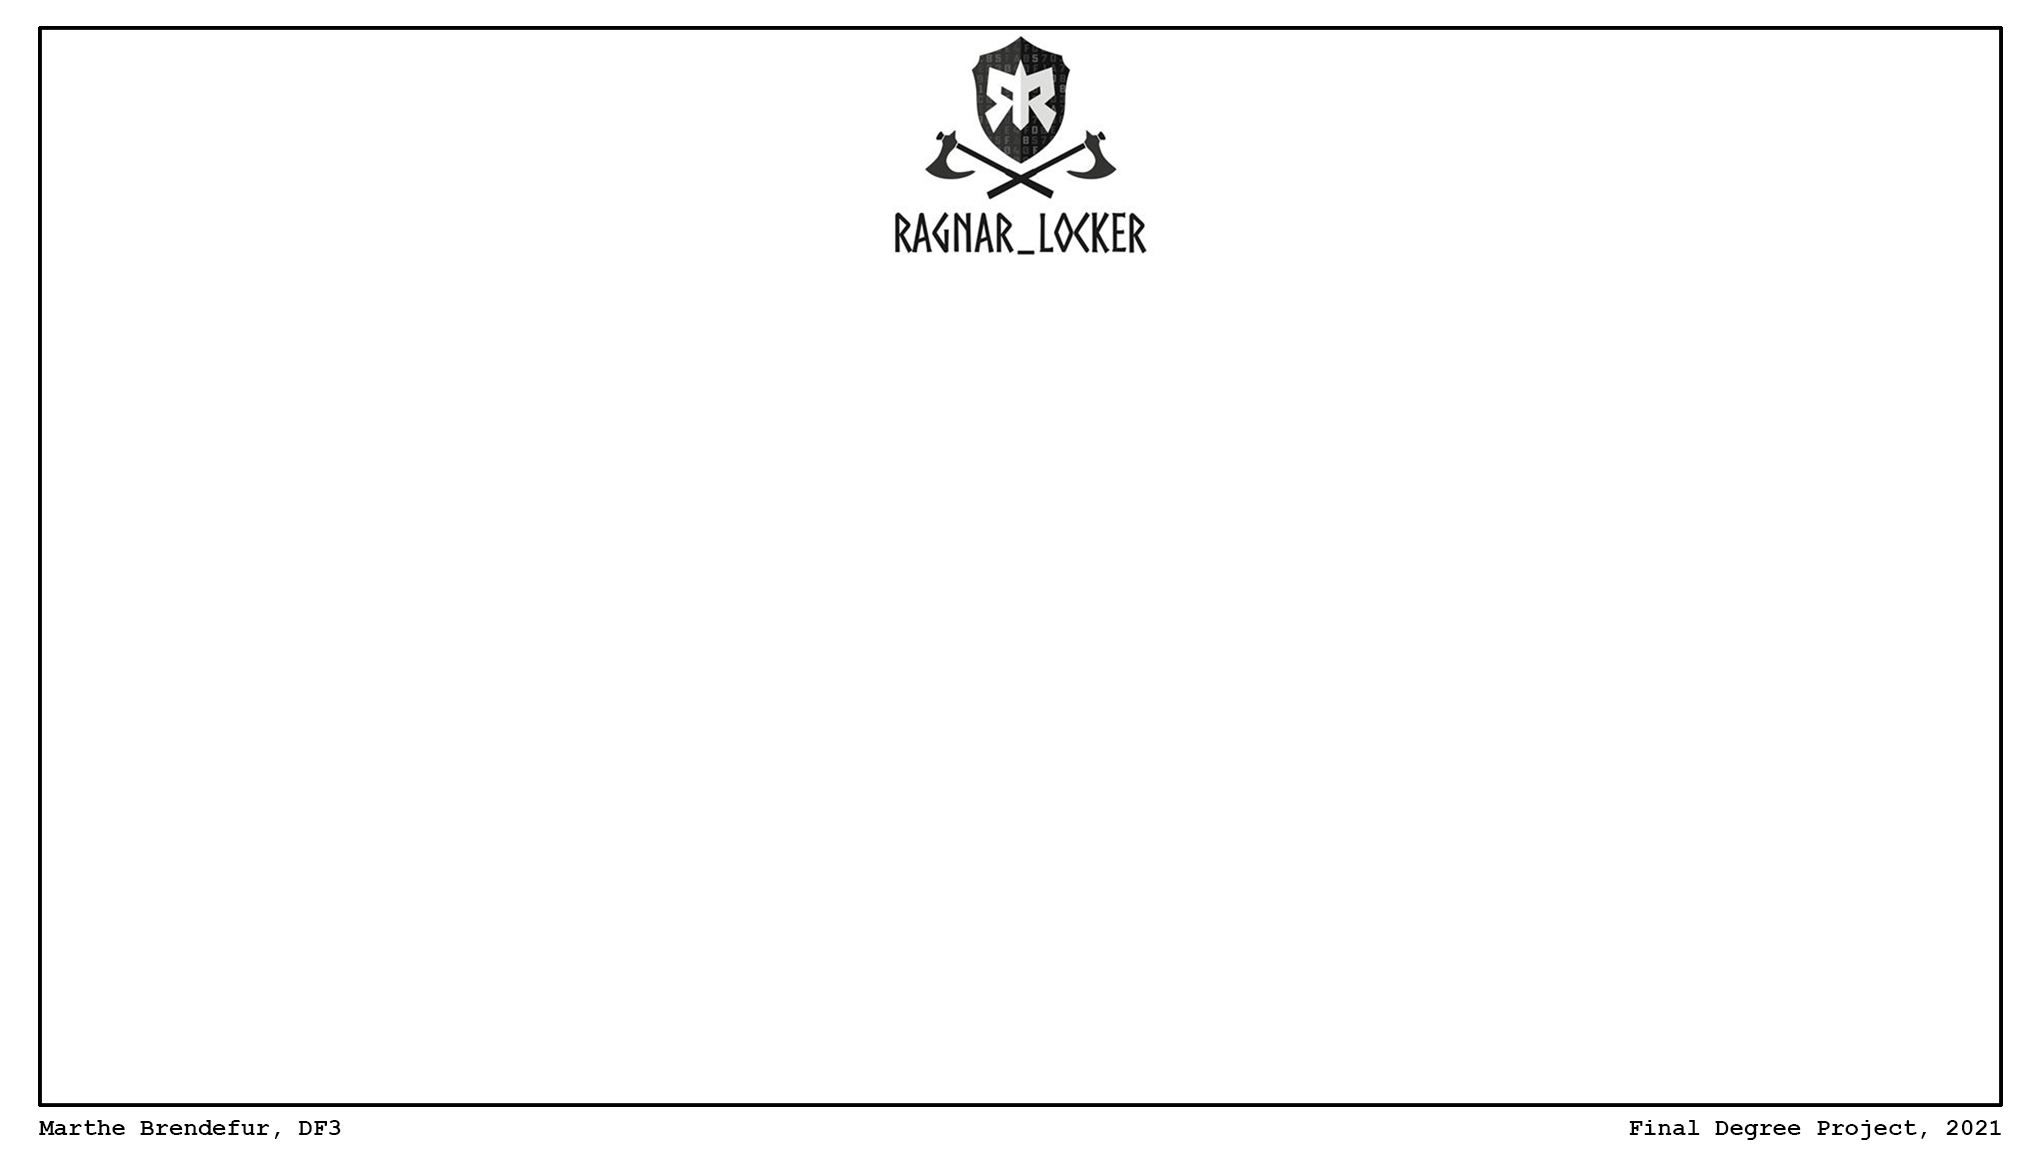 RAGNAR_LOCKER
Marthe Brendefur, DF3
Final Degree Project, 2021